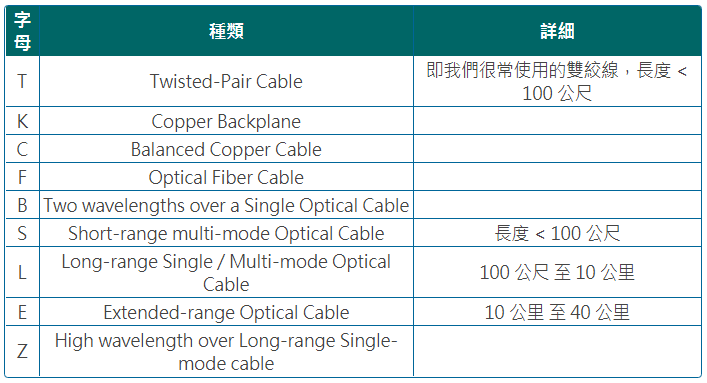 字
母
種類
詳細
T
Twisted-Pair Cable
即我們很常使用的雙絞線，長度 <
100 公尺
K
Copper Backplane
C
Balanced Copper Cable
F
Optical Fiber Cable
B
Two wavelengths over a Single Optical Cable
S
Short-range multi-mode Optical Cable
長度 < 100 公尺
L
Long-range Single / Multi-mode Optical
Cable
100 公尺 至 10 公里
E
Extended-range Optical Cable
10 公里 至 40 公里
Z
High wavelength over Long-range Single-
mode cable